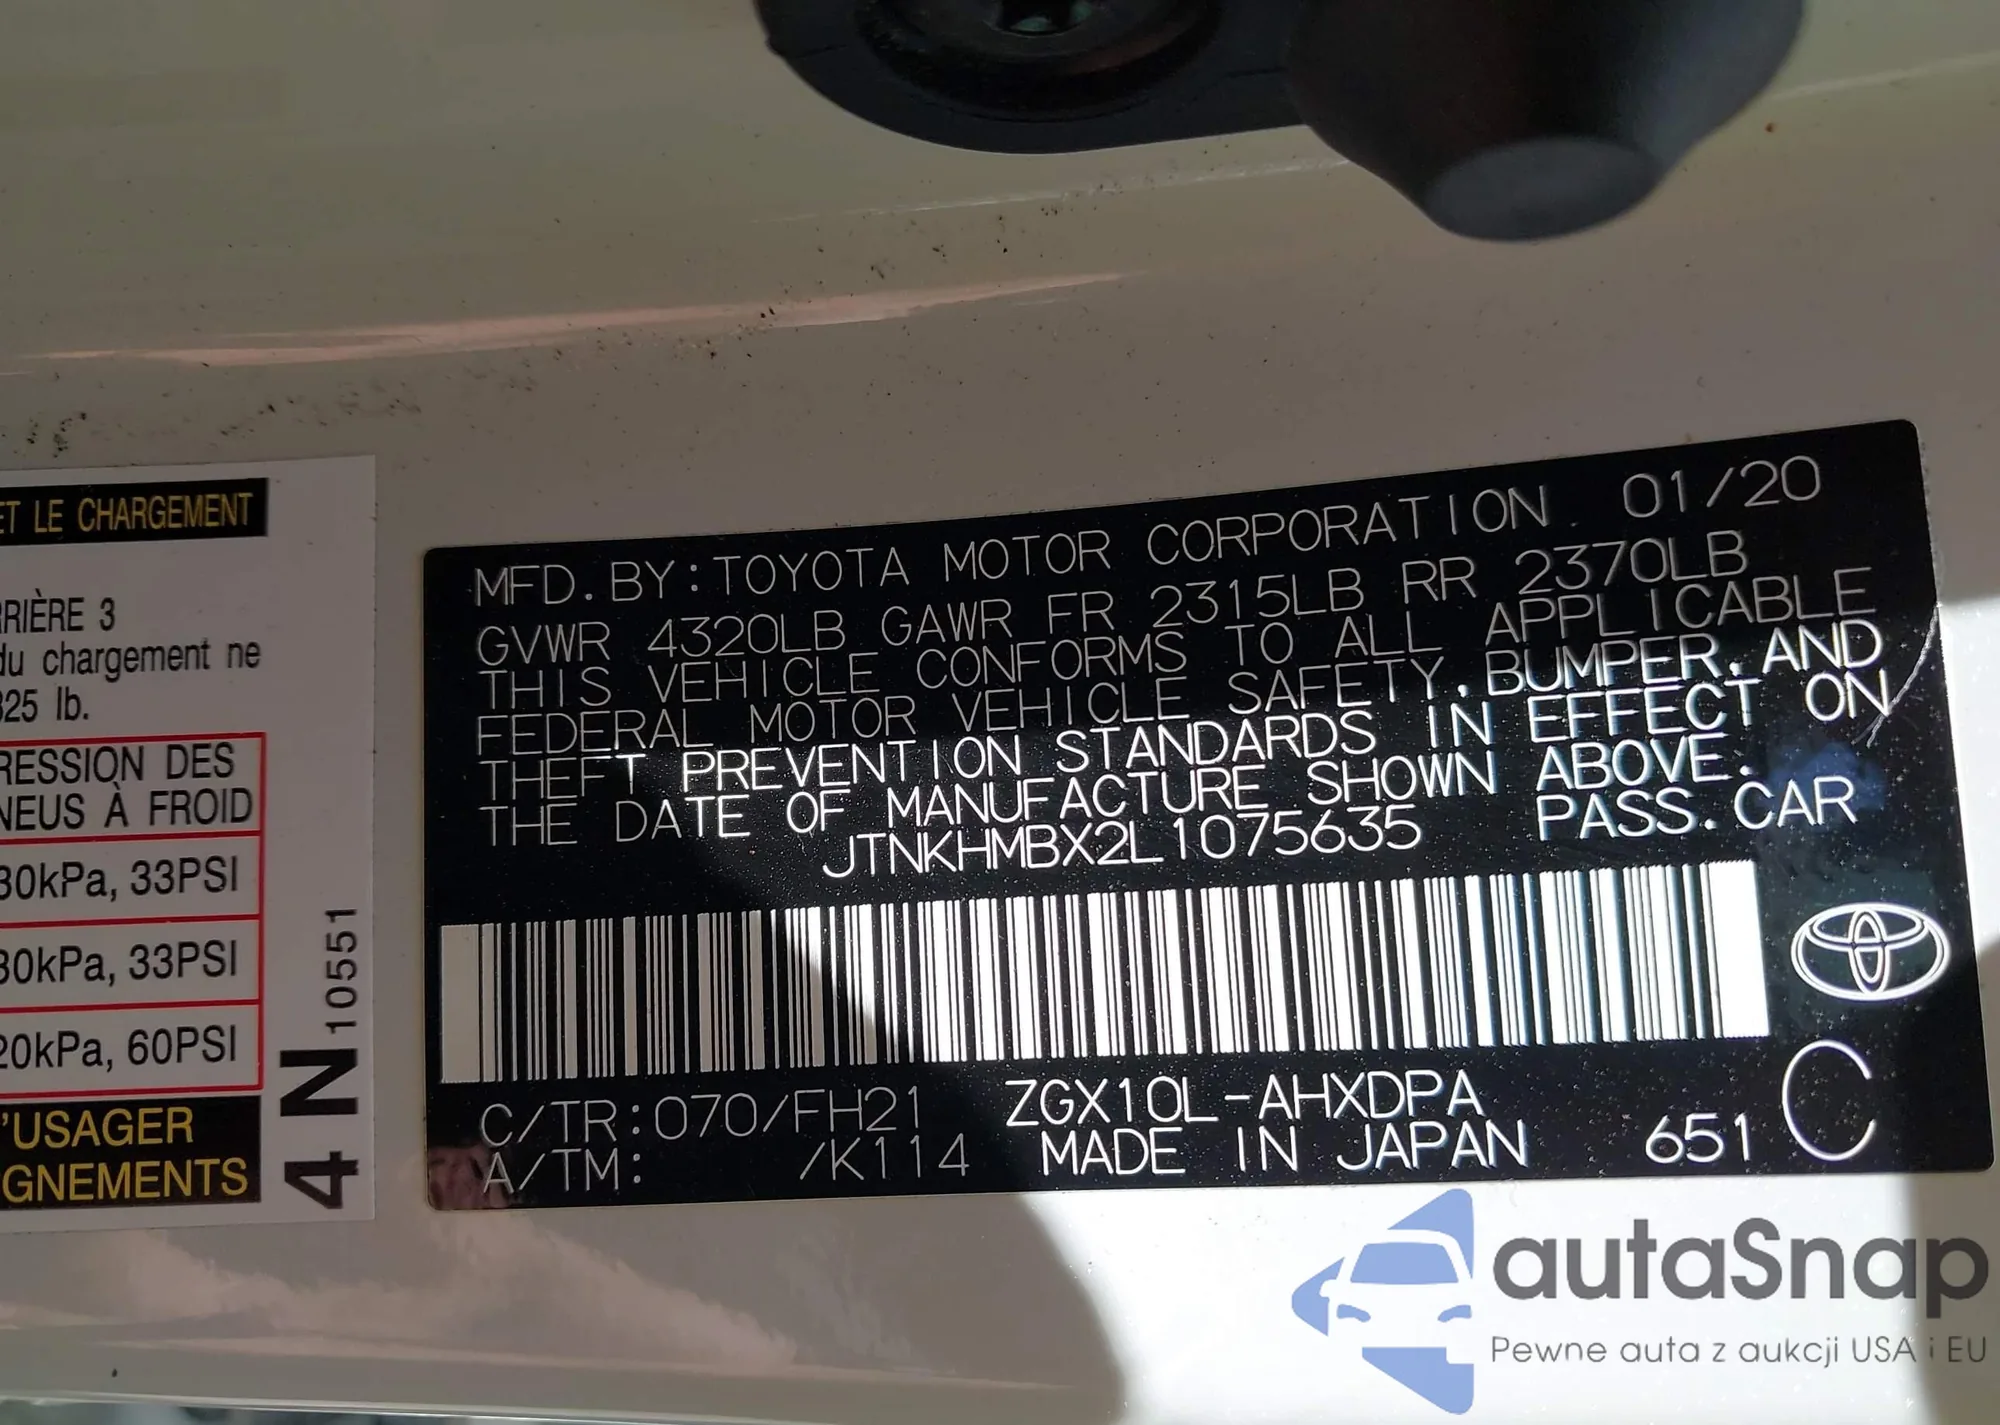 ET LE CHARGEMENT
RRIÈRE 3
du chargement ne
325 lb.
RESSION DES
NEUS À FROID
30kPa, 33PSI
30kPa, 33PSI
20kPa, 60PSI
'USAGER
GNEMENTS
4N10551
MFD. BY: TOYOTA MOTOR CORPORATION 01/20
GVWR 4320LB GAWR FR 2315LB RR 2370LB
THIS VEHICLE CONFORMS TO ALL APPLICABLE
FEDERAL MOTOR VEHICLE SAFETY, BUMPER, AND
THEFT PREVENTION STANDARDS IN EFFECT ON
THE DATE OF MANUFACTURE SHOWN ABOVE.
JTNKHMBX2L1075635 PASS. CAR
C/TR: 070/FH21 ZGX10L-AHXDPA
A/TM: /K114 MADE IN JAPAN 651 C
autaSnap
Pewne auta z aukcji USA i EU